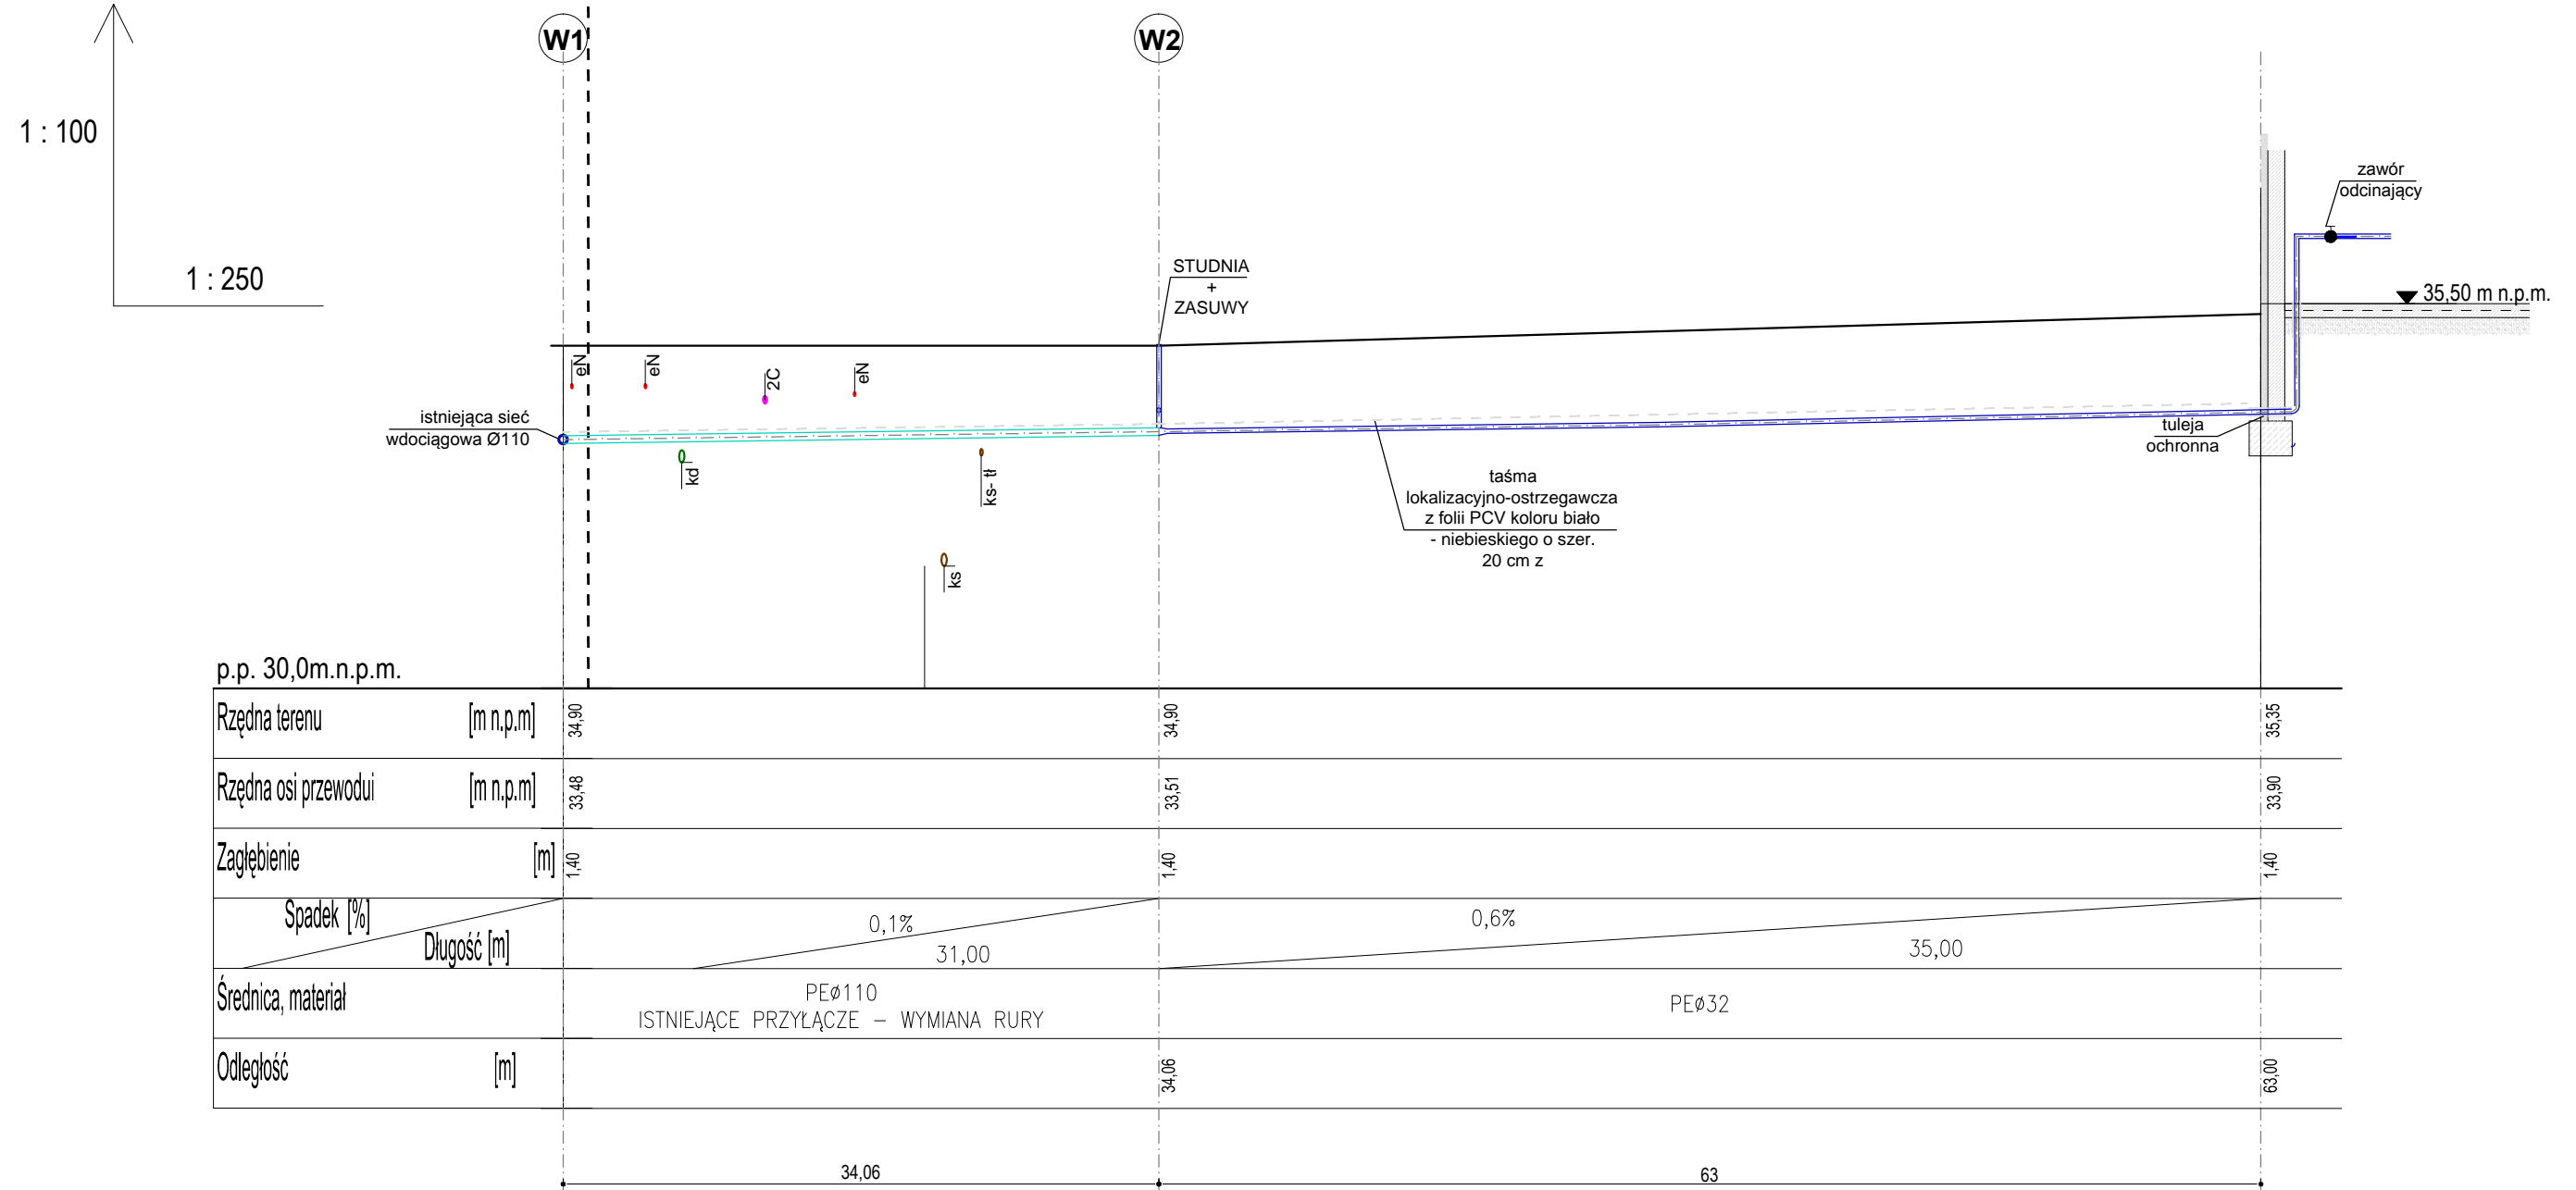 W1
W2
1 : 100
1 : 250
zawór
odcinający
STUDNIA
+
ZASUWY
35,50 m n.p.m.
eN
eN
2C
eN
istniejąca sieć
wdociągowa Ø110
kd
ks- tł
ks
taśma
lokalizacyjno-ostrzegawcza
z folii PCV koloru biało
- niebieskiego o szer.
20 cm z
tuleja
ochronna
p.p. 30,0m.n.p.m.
Rzędna terenu [m n.p.m] 34,90 34,90 35,35
Rzędna osi przewodui [m n.p.m] 33,48 33,51 33,90
Zagłębienie [m] 1,40 1,40 1,40
Spadek [%] 0,1% 0,6%
Długość [m] 31,00 35,00
Średnica, materiał PEø110 PEø32
ISTNIEJĄCE PRZYŁĄCZE – WYMIANA RURY
Odległość [m] 34,06 63,00
34,06 63